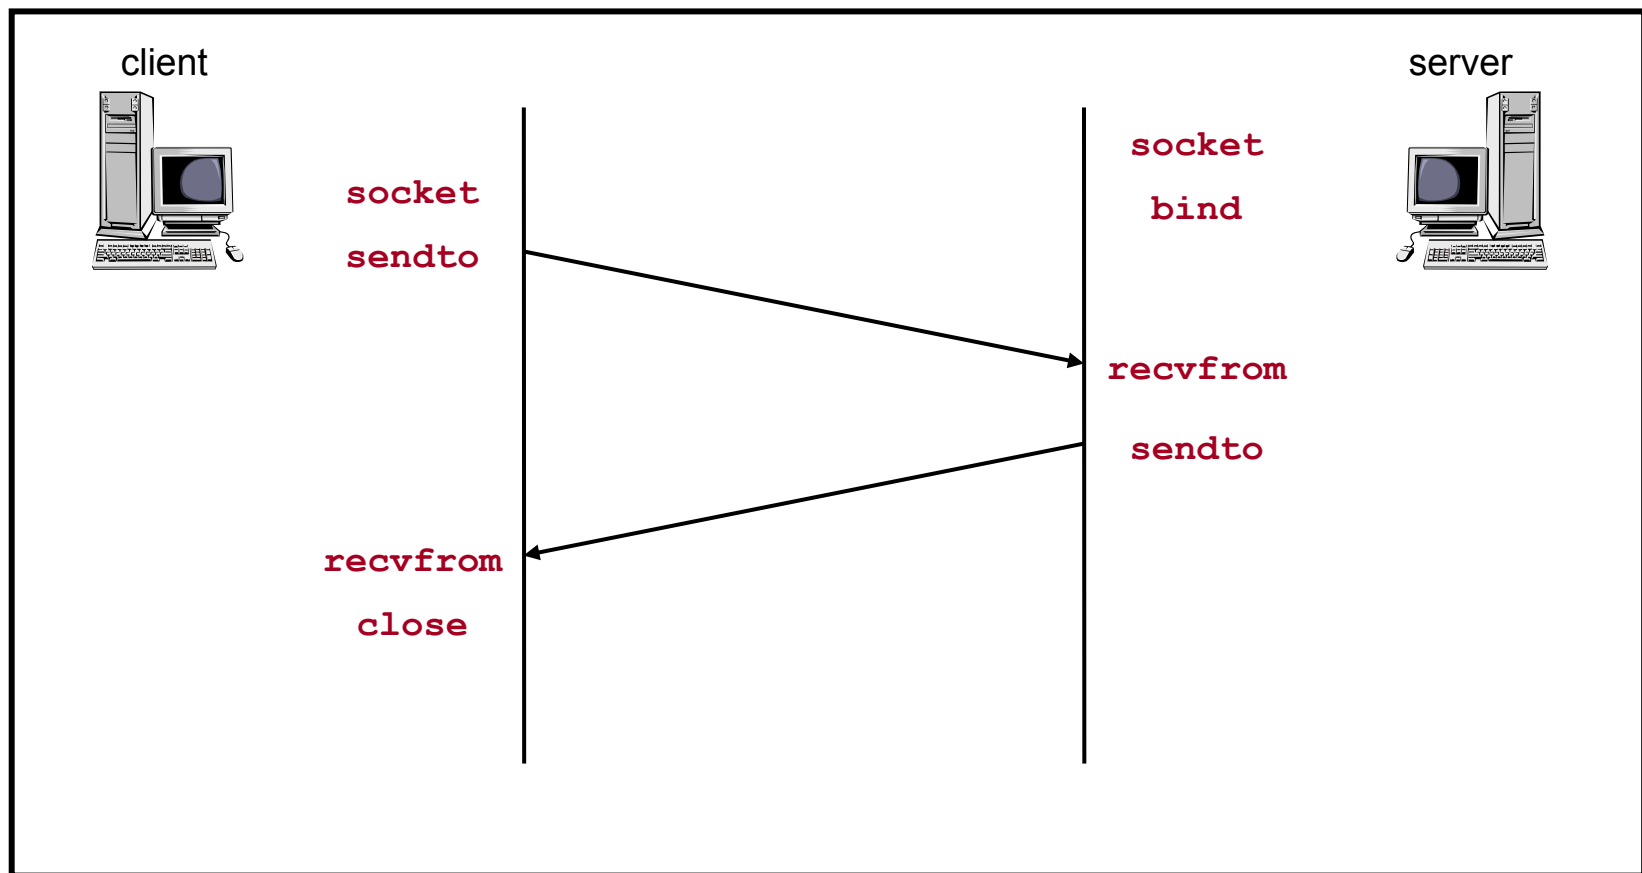 client
server
socket
socket
bind
sendto
recvfrom
sendto
recvfrom
close